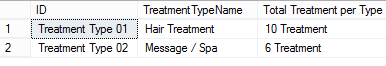 ID TreatmentTypeName Total Treatment per Type
1 Treatment Type 01 Hair Treatment 10 Treatment
2 Treatment Type 02 Message / Spa 6 Treatment